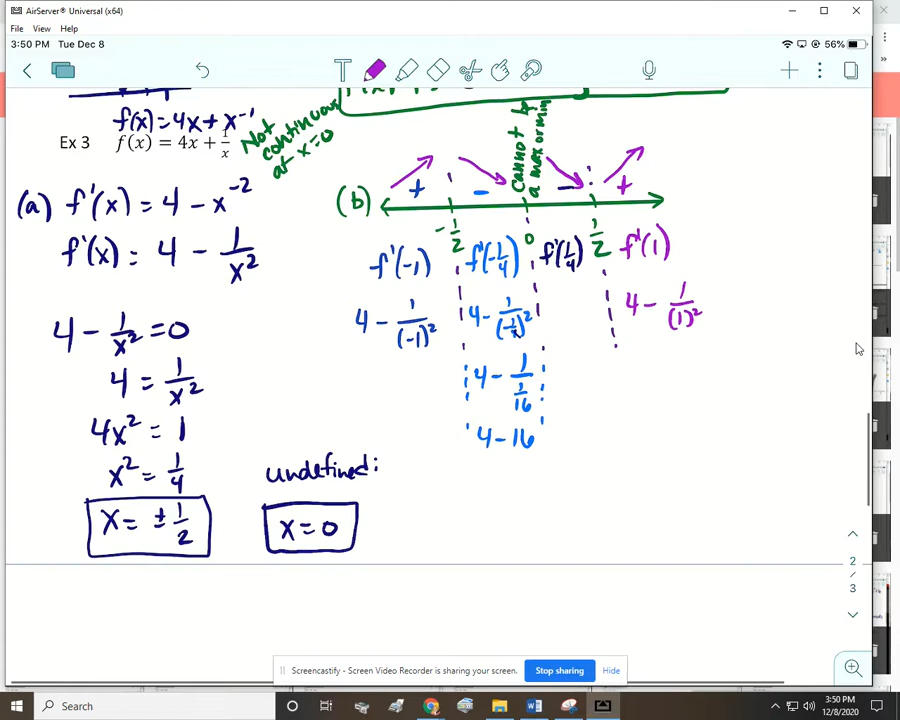 AirServer Universal (x64)
File View Help
3:50 PM Tue Dec 8
56%
f(x) = 4x + x⁻¹
Ex 3 f(x) = 4x + 1/x
Not continuous at x=0
cannot be a max or min
(a) f'(x) = 4 - x⁻²
f'(x) = 4 - 1/x²
4 - 1/x² = 0
4 = 1/x²
4x² = 1
x² = 1/4
x = ± 1/2
undefined:
x = 0
(b) + - - +
-1/2 0 1/2
f'(-1) f'(-1/4) f'(1/4) f'(1)
4 - 1/(-1)² 4 - 1/(-1/4)² 4 - 1/(1)²
4 - 1/(1/16)
4 - 16
2
/
3
Screencastify - Screen Video Recorder is sharing your screen. Stop sharing Hide
Search
3:50 PM
12/8/2020